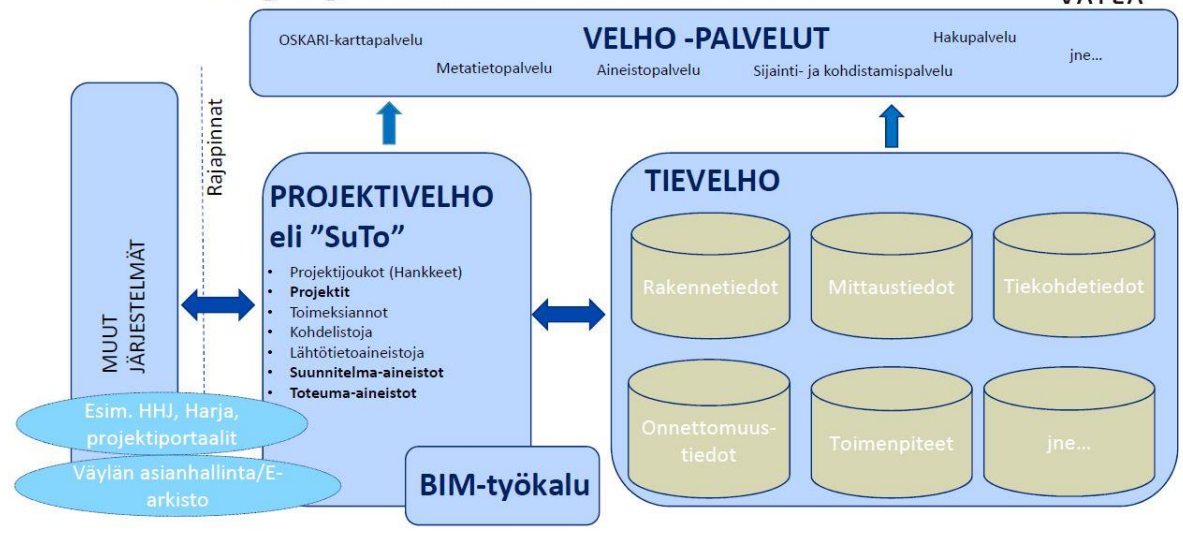 VÄYLÄ
VELHO -PALVELUT
OSKARI-karttapalvelu
Hakupalvelu
Metatietopalvelu
Aineistopalvelu
Sijainti- ja kohdistamispalvelu
jne...
MUUT
JÄRJESTELMÄT
Rajapinnat
PROJEKTIVELHO
eli ”SuTo”
• Projektijoukot (Hankkeet)
• Projektit
• Toimeksiannot
• Kohdelistoja
• Lähtötietoaineistoja
• Suunnitelma-aineistot
• Toteuma-aineistot
BIM-työkalu
Esim. HHJ, Harja,
projektiportaalit
Väylän asianhallinta/E-
arkisto
TIEVELHO
Rakennetiedot
Mittaustiedot
Tiekohdetiedot
Onnettomuus-
tiedot
Toimenpiteet
jne...